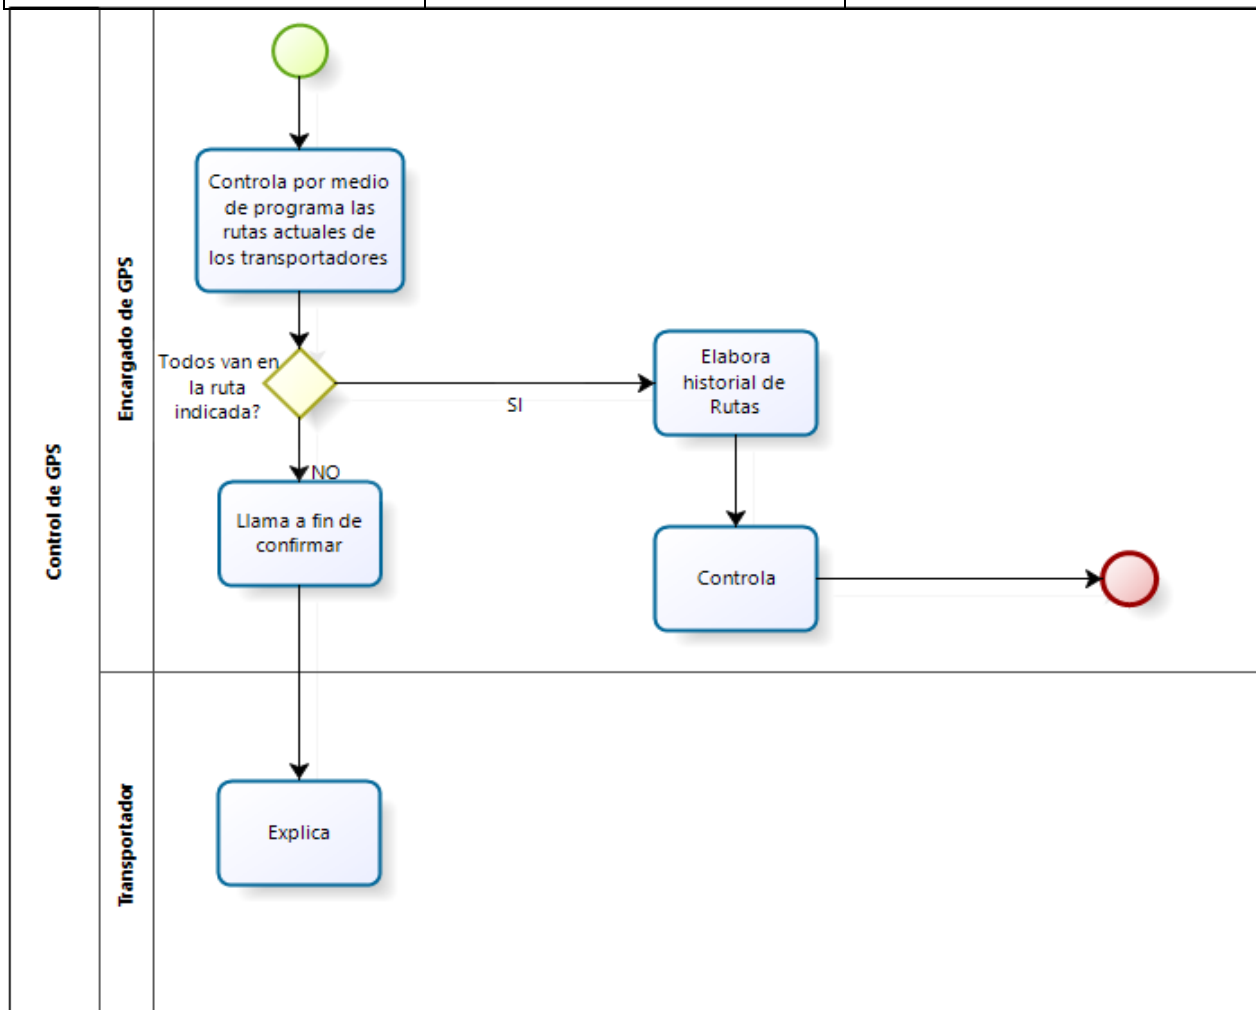 Control de GPS
Encargado de GPS
Controla por medio
de programa las
rutas actuales de
los transportadores
Todos van en
la ruta
indicada?
SI
NO
Elabora
historial de
Rutas
Llama a fin de
confirmar
Controla
Transportador
Explica